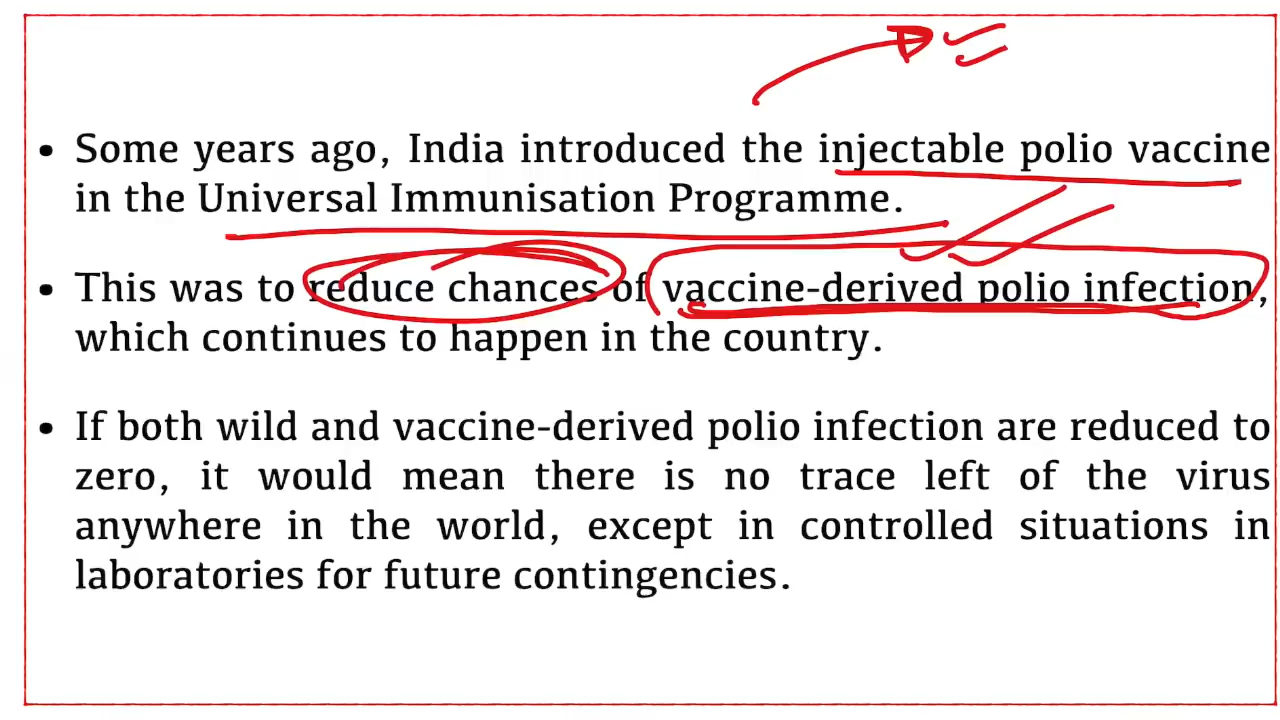 • Some years ago, India introduced the injectable polio vaccine
in the Universal Immunisation Programme.
• This was to reduce chances of vaccine-derived polio infection,
which continues to happen in the country.
• If both wild and vaccine-derived polio infection are reduced to
zero, it would mean there is no trace left of the virus
anywhere in the world, except in controlled situations in
laboratories for future contingencies.